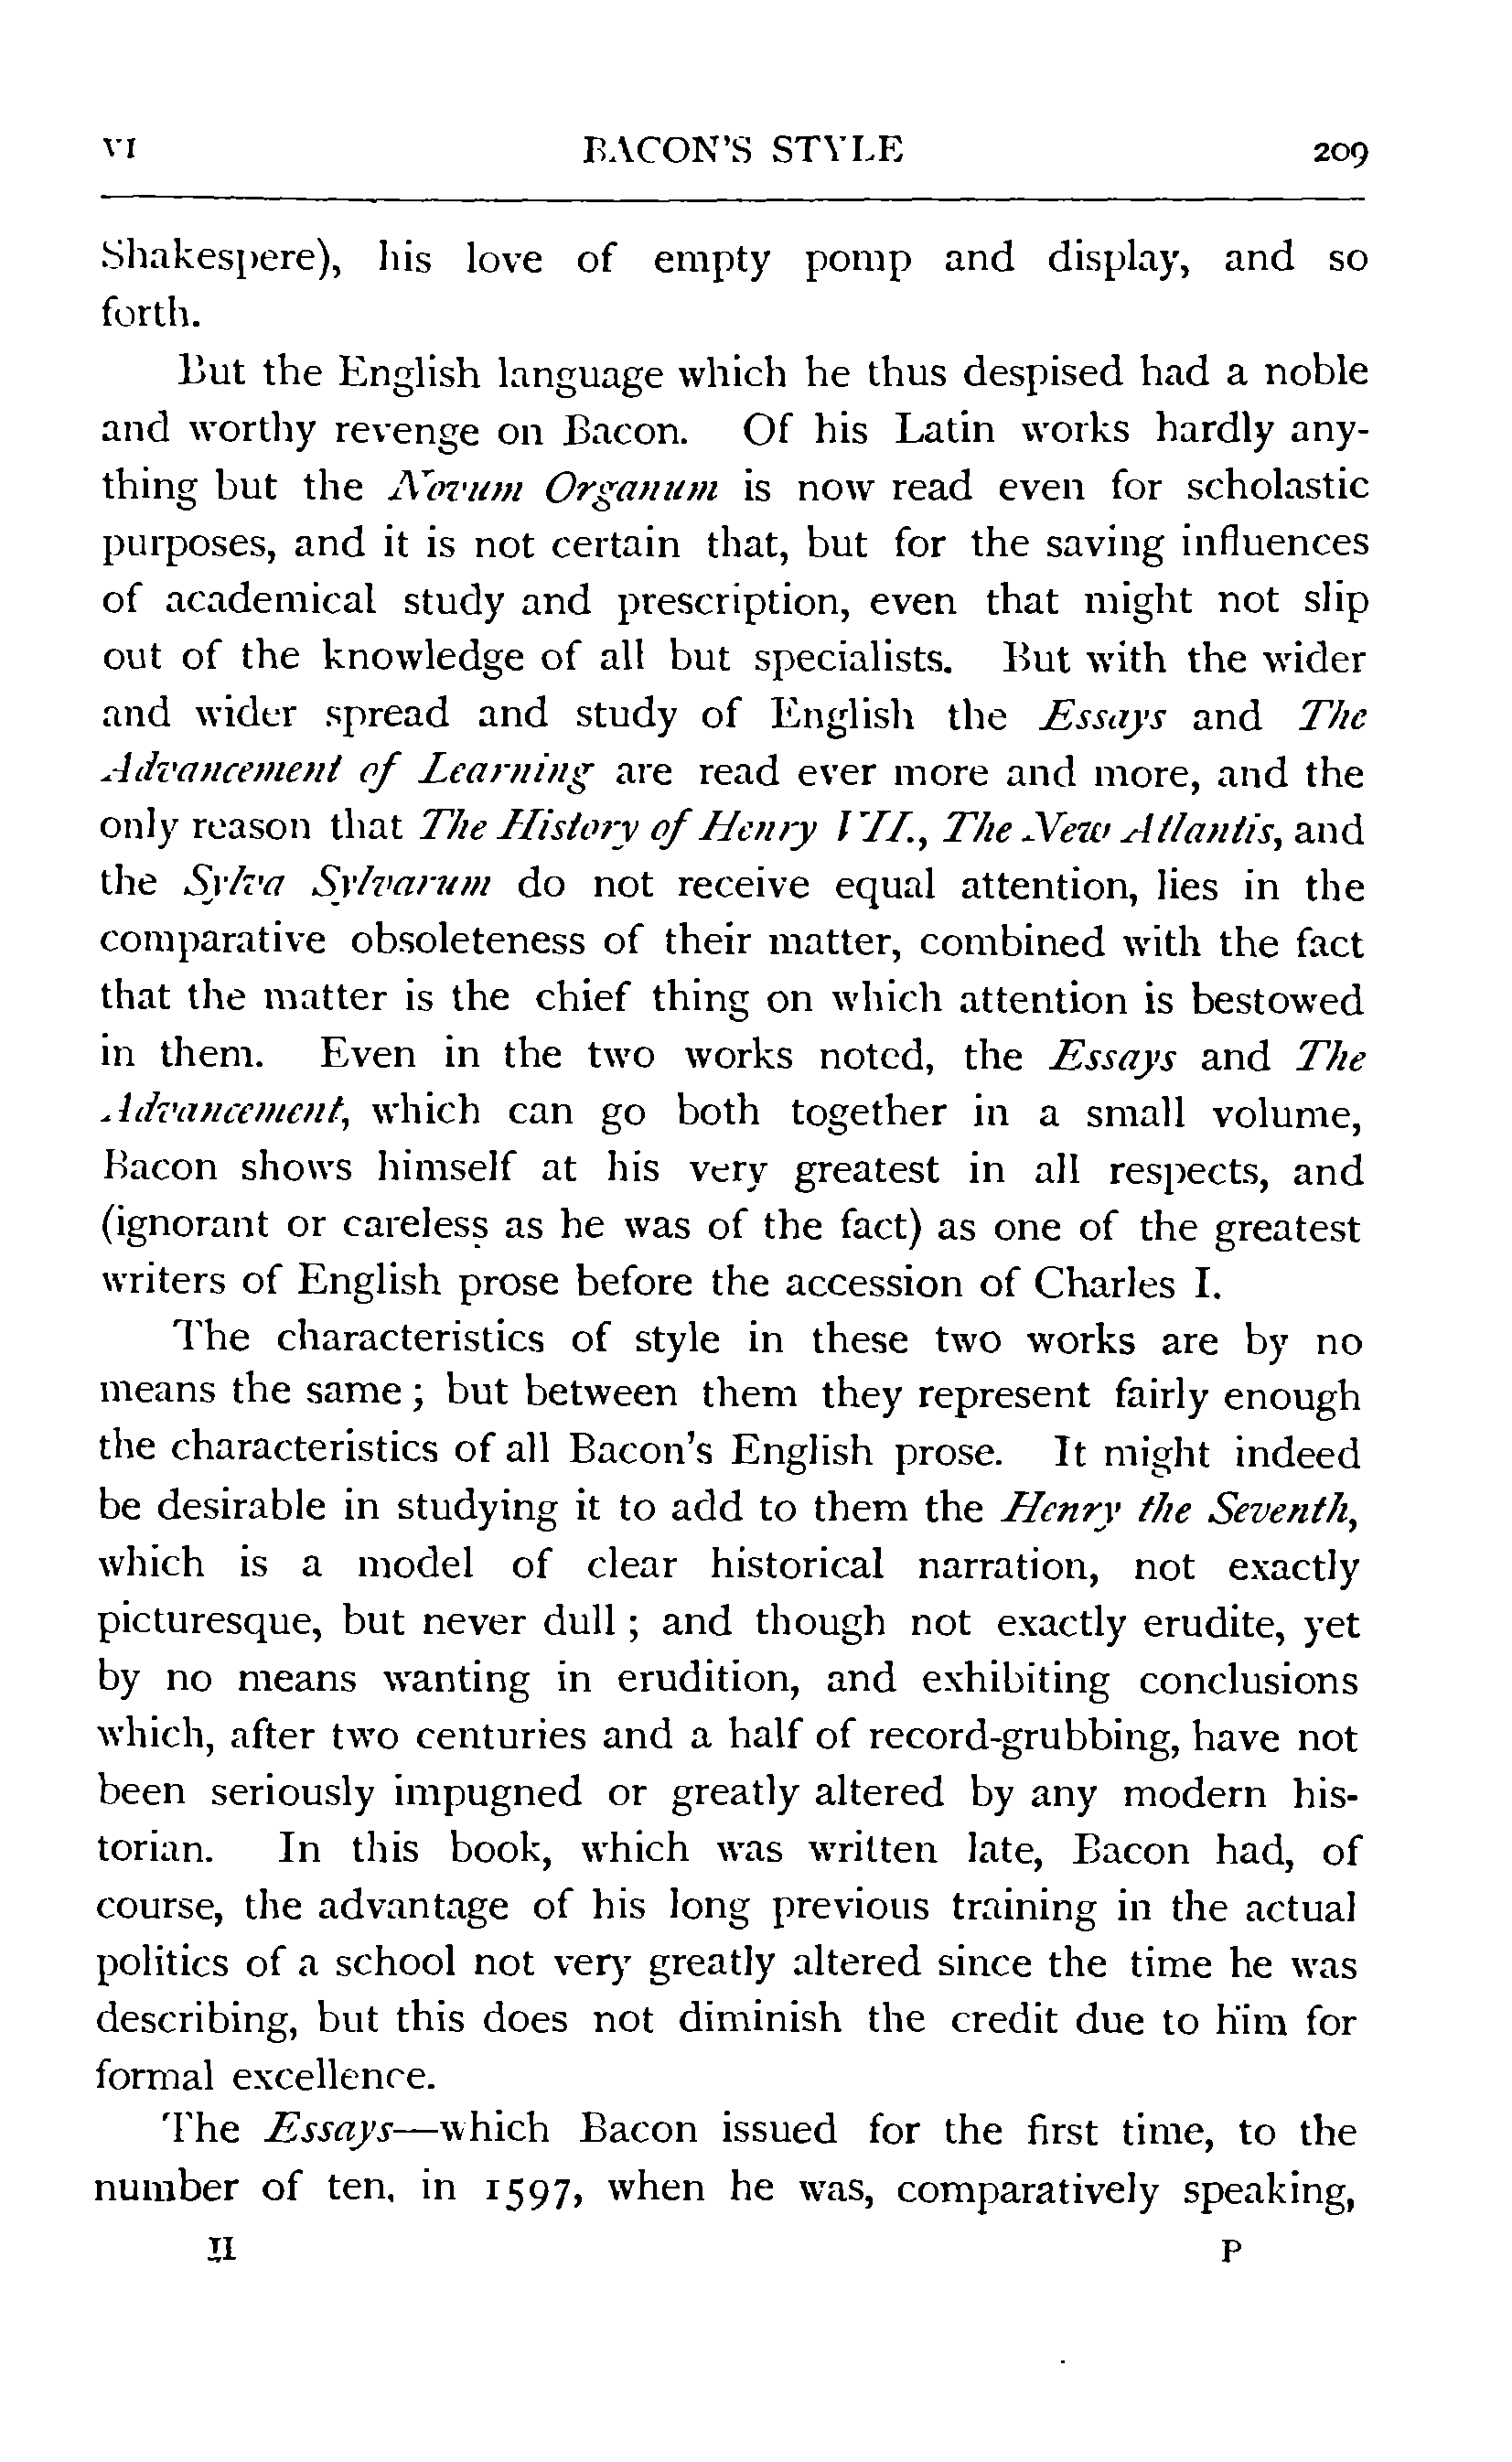 VI BACON'S STYLE 209
Shakespere), his love of empty pomp and display, and so
forth.
But the English language which he thus despised had a noble
and worthy revenge on Bacon. Of his Latin works hardly any-
thing but the Novum Organum is now read even for scholastic
purposes, and it is not certain that, but for the saving influences
of academical study and prescription, even that might not slip
out of the knowledge of all but specialists. But with the wider
and wider spread and study of English the Essays and The
Advancement of Learning are read ever more and more, and the
only reason that The History of Henry VII., The New Atlantis, and
the Sylva Sylvarum do not receive equal attention, lies in the
comparative obsoleteness of their matter, combined with the fact
that the matter is the chief thing on which attention is bestowed
in them. Even in the two works noted, the Essays and The
Advancement, which can go both together in a small volume,
Bacon shows himself at his very greatest in all respects, and
(ignorant or careless as he was of the fact) as one of the greatest
writers of English prose before the accession of Charles I.
The characteristics of style in these two works are by no
means the same; but between them they represent fairly enough
the characteristics of all Bacon's English prose. It might indeed
be desirable in studying it to add to them the Henry the Seventh,
which is a model of clear historical narration, not exactly
picturesque, but never dull; and though not exactly erudite, yet
by no means wanting in erudition, and exhibiting conclusions
which, after two centuries and a half of record-grubbing, have not
been seriously impugned or greatly altered by any modern his-
torian. In this book, which was written late, Bacon had, of
course, the advantage of his long previous training in the actual
politics of a school not very greatly altered since the time he was
describing, but this does not diminish the credit due to him for
formal excellence.
The Essays—which Bacon issued for the first time, to the
number of ten, in 1597, when he was, comparatively speaking,
II P